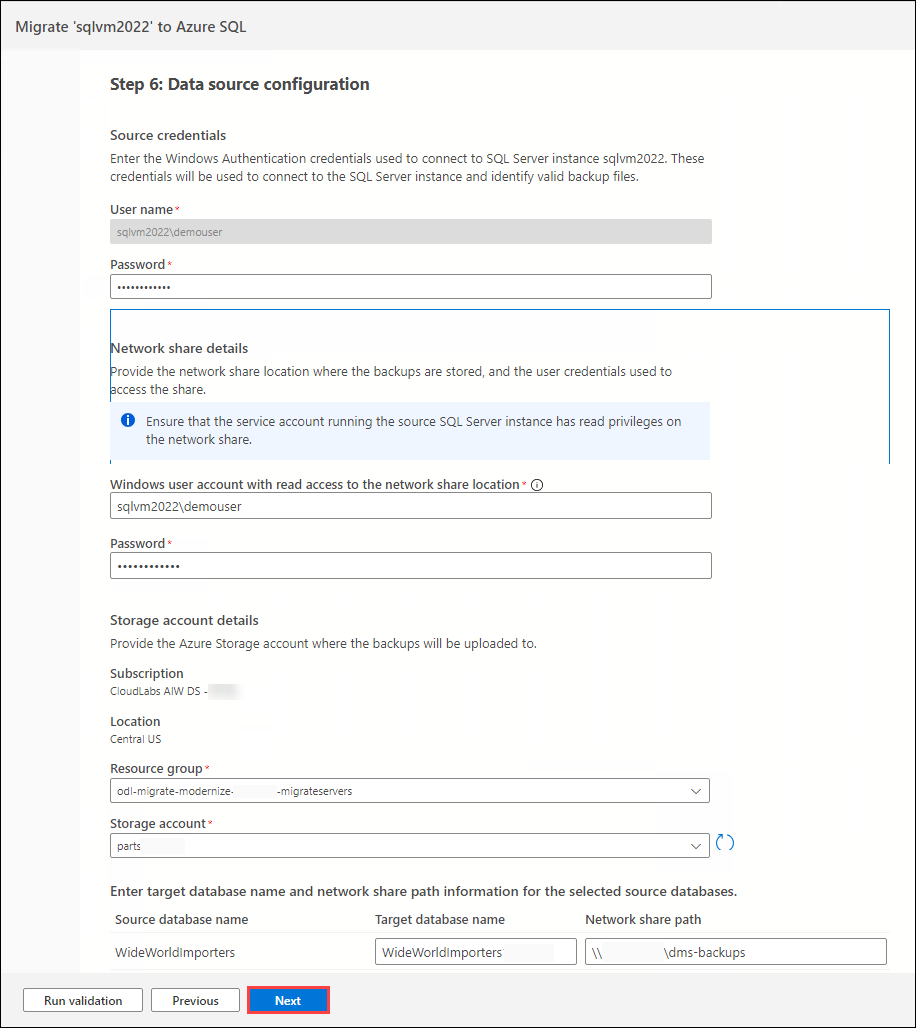 Migrate 'sqlvm2022' to Azure SQL
Step 6: Data source configuration
Source credentials
Enter the Windows Authentication credentials used to connect to SQL Server instance sqlvm2022. These
credentials will be used to connect to the SQL Server instance and identify valid backup files.
User name*
sqlvm2022\demouser
Password*
••••••••••••
Network share details
Provide the network share location where the backups are stored, and the user credentials used to
access the share.
Ensure that the service account running the source SQL Server instance has read privileges on
the network share.
Windows user account with read access to the network share location*
sqlvm2022\demouser
Password*
••••••••••••
Storage account details
Provide the Azure Storage account where the backups will be uploaded to.
Subscription
CloudLabs AIW DS -
Location
Central US
Resource group*
odl-migrate-modernize- -migrateservers
Storage account*
parts
Enter target database name and network share path information for the selected source databases.
Source database name Target database name Network share path
WideWorldImporters WideWorldImporters \\ \dms-backups
Run validation Previous Next